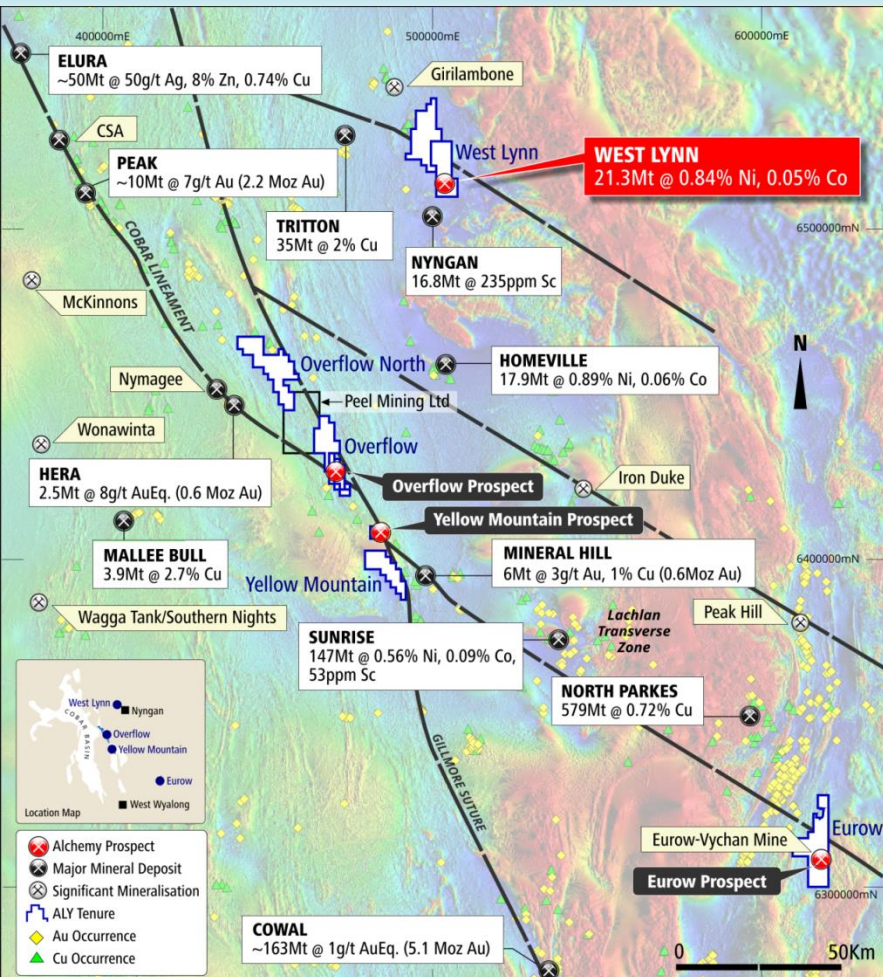 400000mE
500000mE
600000mE
ELURA
~50Mt @ 50g/t Ag, 8% Zn, 0.74% Cu
Girilambone
CSA
West Lynn
WEST LYNN
21.3Mt @ 0.84% Ni, 0.05% Co
PEAK
~10Mt @ 7g/t Au (2.2 Moz Au)
TRITTON
35Mt @ 2% Cu
6500000mN
COBAR LINEAMENT
NYNGAN
16.8Mt @ 235ppm Sc
McKinnons
N
Overflow North
HOMEVILLE
17.9Mt @ 0.89% Ni, 0.06% Co
Nymagee
Peel Mining Ltd
Wonawinta
Overflow
HERA
2.5Mt @ 8g/t AuEq. (0.6 Moz Au)
Overflow Prospect
Iron Duke
Yellow Mountain Prospect
MALLEE BULL
3.9Mt @ 2.7% Cu
MINERAL HILL
6Mt @ 3g/t Au, 1% Cu (0.6Moz Au)
6400000mN
Yellow Mountain
Wagga Tank/Southern Nights
Lachlan
Transverse
Zone
Peak Hill
SUNRISE
147Mt @ 0.56% Ni, 0.09% Co,
53ppm Sc
NORTH PARKES
579Mt @ 0.72% Cu
GILLMORE SUTURE
West Lynn
Nyngan
COBAR BASIN
Overflow
Yellow Mountain
Eurow
West Wyalong
Location Map
Eurow
Eurow-Vychan Mine
Eurow Prospect
6300000mN
Alchemy Prospect
Major Mineral Deposit
Significant Mineralisation
ALY Tenure
Au Occurrence
Cu Occurrence
COWAL
~163Mt @ 1g/t AuEq. (5.1 Moz Au)
0
50Km